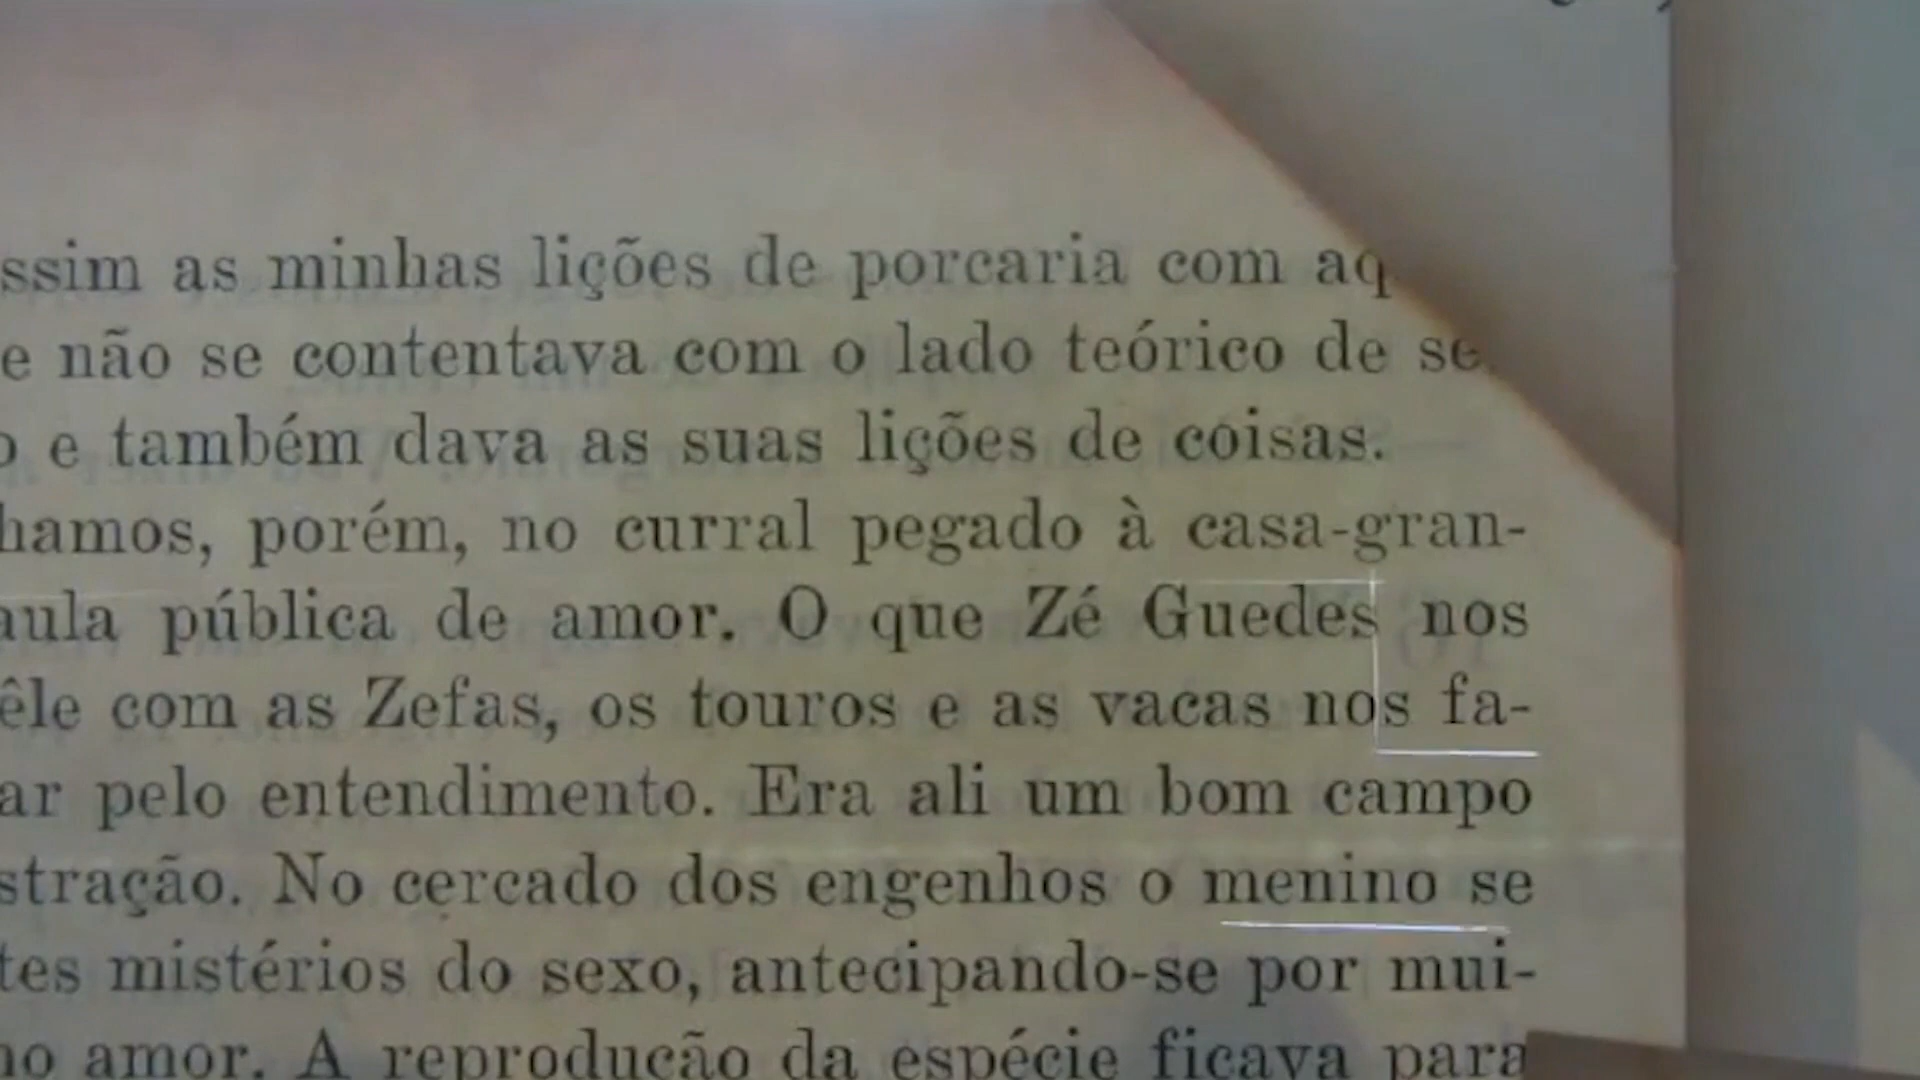 ssim as minhas lições de porcaria com aq
e não se contentava com o lado teórico de se
o e também dava as suas lições de coisas.
hamos, porém, no curral pegado à casa-gran-
aula pública de amor. O que Zé Guedes nos
êle com as Zefas, os touros e as vacas nos fa-
ar pelo entendimento. Era ali um bom campo
stração. No cercado dos engenhos o menino se
tes mistérios do sexo, antecipando-se por mui-
no amor. A reprodução da espécie ficava para